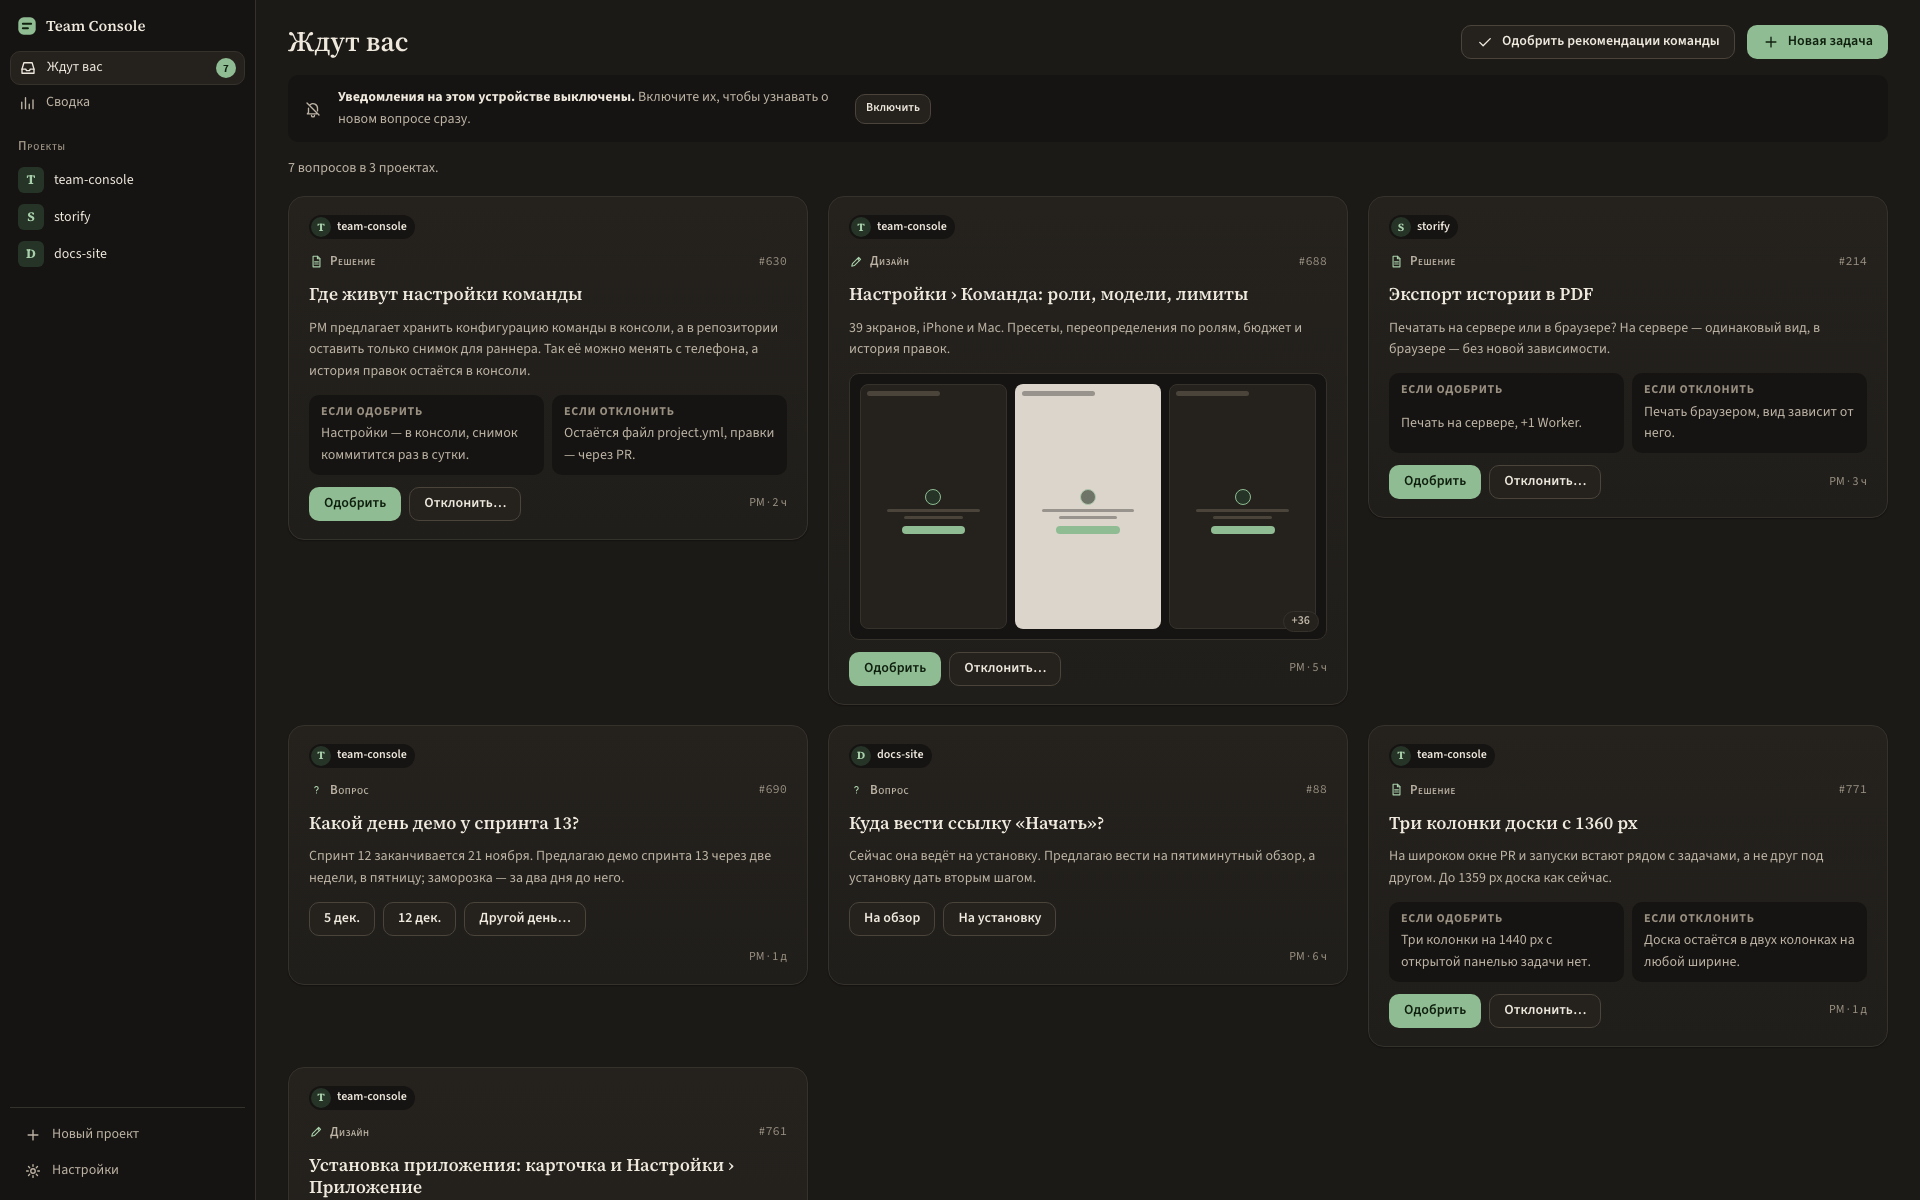 Team Console
Ждут вас
7
Сводка
Проекты
T
team-console
S
storify
D
docs-site
Новый проект
Настройки
Ждут вас
Одобрить рекомендации команды
Новая задача
Уведомления на этом устройстве выключены. Включите их, чтобы узнавать о
новом вопросе сразу.
Включить
7 вопросов в 3 проектах.
T team-console
Решение #630
Где живут настройки команды
PM предлагает хранить конфигурацию команды в консоли, а в репозитории
оставить только снимок для раннера. Так её можно менять с телефона, а
история правок остаётся в консоли.
ЕСЛИ ОДОБРИТЬ
Настройки — в консоли, снимок
коммитится раз в сутки.
ЕСЛИ ОТКЛОНИТЬ
Остаётся файл project.yml, правки
— через PR.
Одобрить Отклонить… PM · 2 ч
T team-console
Дизайн #688
Настройки › Команда: роли, модели, лимиты
39 экранов, iPhone и Mac. Пресеты, переопределения по ролям, бюджет и
история правок.
+36
Одобрить Отклонить… PM · 5 ч
S storify
Решение #214
Экспорт истории в PDF
Печатать на сервере или в браузере? На сервере — одинаковый вид, в
браузере — без новой зависимости.
ЕСЛИ ОДОБРИТЬ
Печать на сервере, +1 Worker.
ЕСЛИ ОТКЛОНИТЬ
Печать браузером, вид зависит от
него.
Одобрить Отклонить… PM · 3 ч
T team-console
? Вопрос #690
Какой день демо у спринта 13?
Спринт 12 заканчивается 21 ноября. Предлагаю демо спринта 13 через две
недели, в пятницу; заморозка — за два дня до него.
5 дек. 12 дек. Другой день…
PM · 1 д
D docs-site
? Вопрос #88
Куда вести ссылку «Начать»?
Сейчас она ведёт на установку. Предлагаю вести на пятиминутный обзор, а
установку дать вторым шагом.
На обзор На установку
PM · 6 ч
T team-console
Решение #771
Три колонки доски с 1360 px
На широком окне PR и запуски встают рядом с задачами, а не друг под
другом. До 1359 px доска как сейчас.
ЕСЛИ ОДОБРИТЬ
Три колонки на 1440 px с
открытой панелью задачи нет.
ЕСЛИ ОТКЛОНИТЬ
Доска остаётся в двух колонках на
любой ширине.
Одобрить Отклонить… PM · 1 д
T team-console
Дизайн #761
Установка приложения: карточка и Настройки ›
Приложение